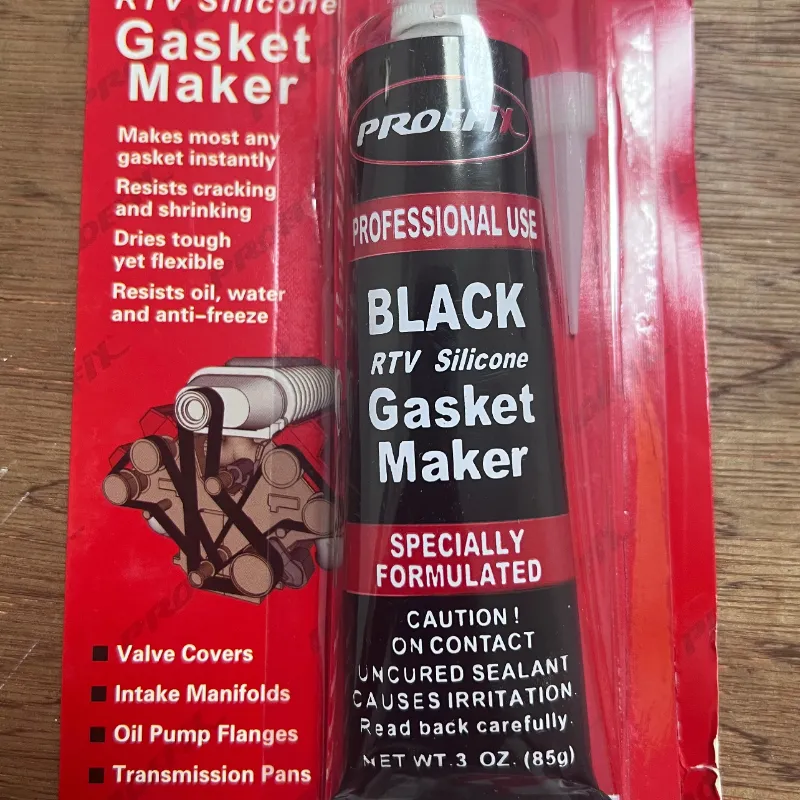 RTV Silicone
Gasket
Maker
Makes most any
gasket instantly
Resists cracking
and shrinking
Dries tough
yet flexible
Resists oil, water
and anti-freeze
Valve Covers
Intake Manifolds
Oil Pump Flanges
Transmission Pans
PROFESSIONAL USE
BLACK
RTV Silicone
Gasket
Maker
SPECIALLY
FORMULATED
CAUTION !
ON CONTACT
UNCURED SEALANT
CAUSES IRRITATION.
Read back carefully.
NET WT.3 OZ. (85g)